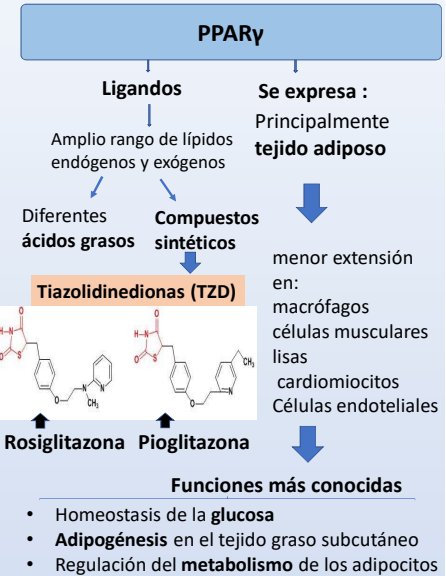 PPARγ
Ligandos
Amplio rango de lípidos
endógenos y exógenos
Diferentes
ácidos grasos
Compuestos
sintéticos
Tiazolidinedionas (TZD)
O
H-N
O
S
N
N
CH₃
O
O
H-N
O
S
CH₃
N
O
Rosiglitazona
Pioglitazona
Se expresa :
Principalmente
tejido adiposo
menor extensión
en:
macrófagos
células musculares
lisas
cardiomiocitos
Células endoteliales
Funciones más conocidas
• Homeostasis de la glucosa
• Adipogénesis en el tejido graso subcutáneo
• Regulación del metabolismo de los adipocitos